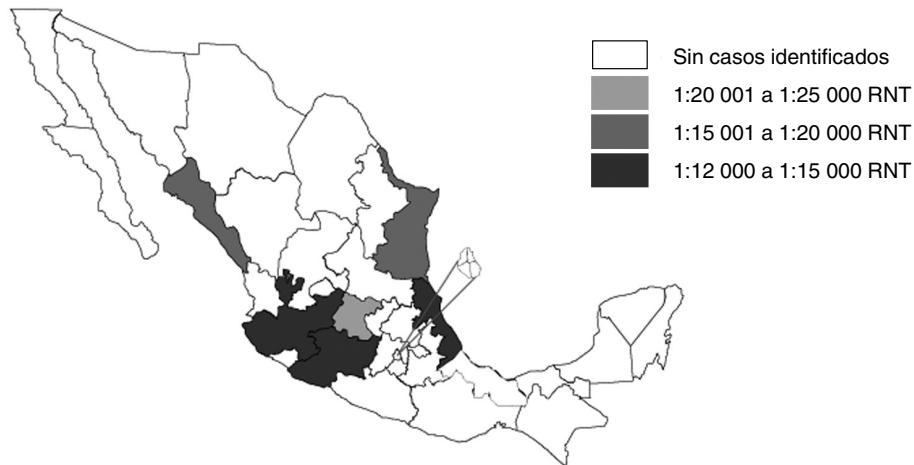 Sin casos identificados
1:20 001 a 1:25 000 RNT
1:15 001 a 1:20 000 RNT
1:12 000 a 1:15 000 RNT